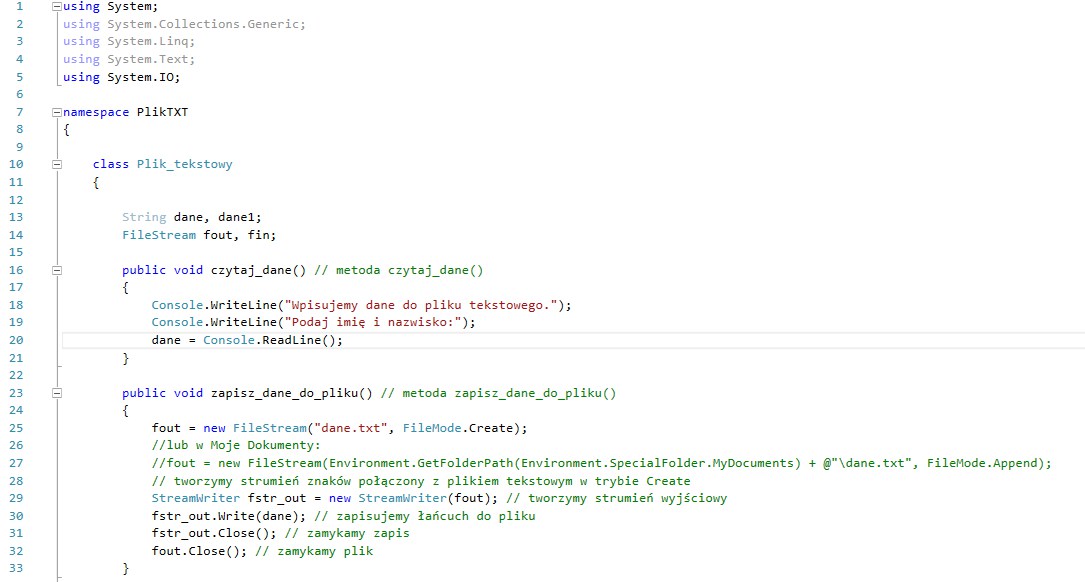 1 using System;
2 using System.Collections.Generic;
3 using System.Linq;
4 using System.Text;
5 using System.IO;
6
7 namespace PlikTXT
8 {
9
10 class Plik_tekstowy
11 {
12
13 String dane, dane1;
14 FileStream fout, fin;
15
16 public void czytaj_dane() // metoda czytaj_dane()
17 {
18 Console.WriteLine("Wpisujemy dane do pliku tekstowego.");
19 Console.WriteLine("Podaj imię i nazwisko:");
20 dane = Console.ReadLine();
21 }
22
23 public void zapisz_dane_do_pliku() // metoda zapisz_dane_do_pliku()
24 {
25 fout = new FileStream("dane.txt", FileMode.Create);
26 //lub w Moje Dokumenty:
27 //fout = new FileStream(Environment.GetFolderPath(Environment.SpecialFolder.MyDocuments) + @"\dane.txt", FileMode.Append);
28 // tworzymy strumień znaków połączony z plikiem tekstowym w trybie Create
29 StreamWriter fstr_out = new StreamWriter(fout); // tworzymy strumień wyjściowy
30 fstr_out.Write(dane); // zapisujemy łańcuch do pliku
31 fstr_out.Close(); // zamykamy zapis
32 fout.Close(); // zamykamy plik
33 }